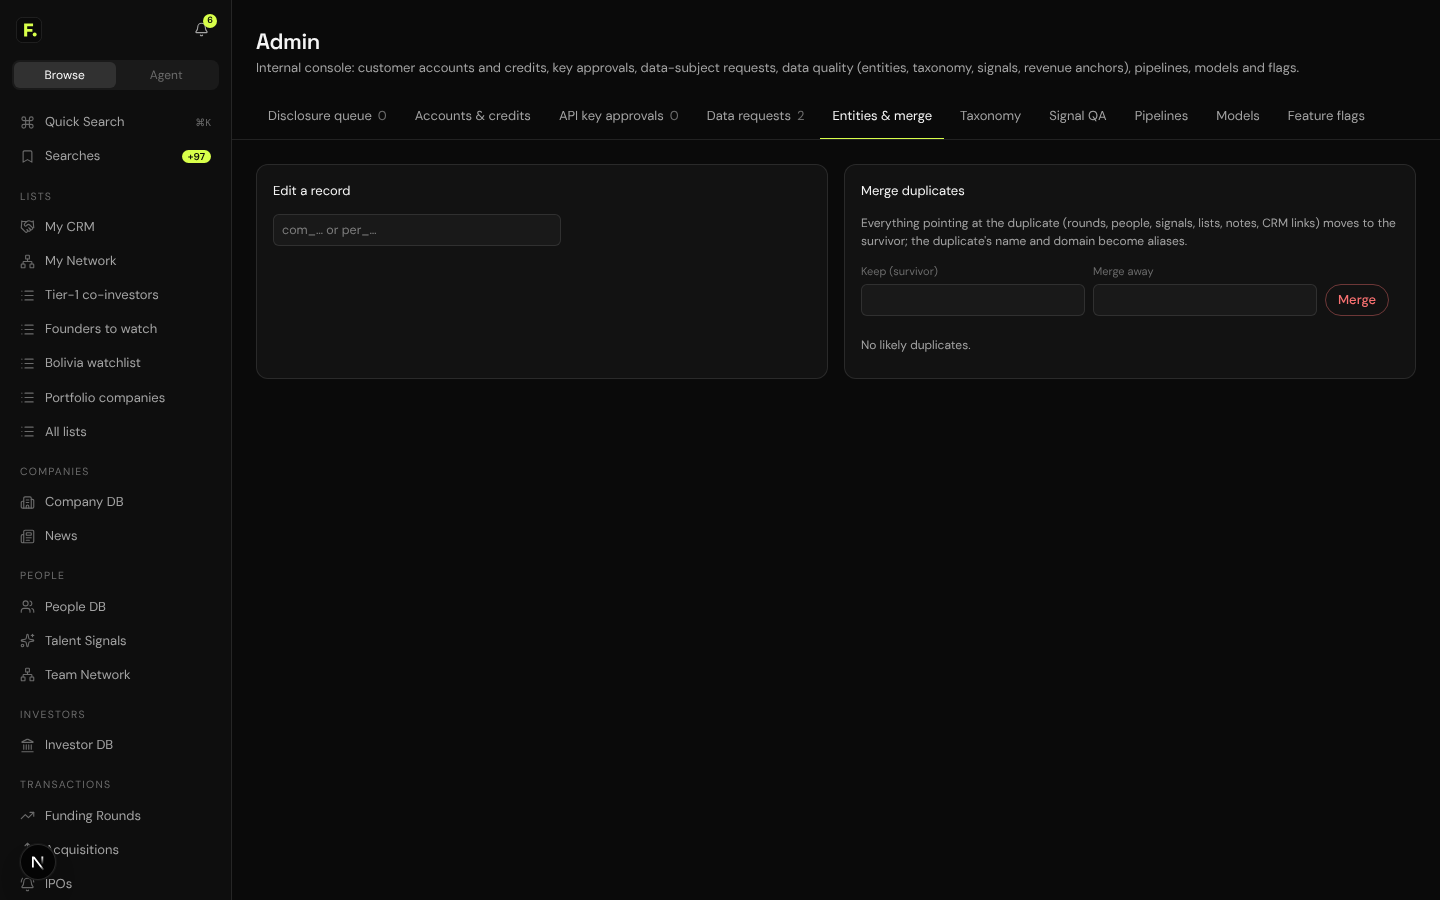 F.
6
Browse
Agent
Quick Search
⌘K
Searches
+97
LISTS
My CRM
My Network
Tier-1 co-investors
Founders to watch
Bolivia watchlist
Portfolio companies
All lists
COMPANIES
Company DB
News
PEOPLE
People DB
Talent Signals
Team Network
INVESTORS
Investor DB
TRANSACTIONS
Funding Rounds
Acquisitions
N
IPOs
Admin
Internal console: customer accounts and credits, key approvals, data-subject requests, data quality (entities, taxonomy, signals, revenue anchors), pipelines, models and flags.
Disclosure queue 0
Accounts & credits
API key approvals 0
Data requests 2
Entities & merge
Taxonomy
Signal QA
Pipelines
Models
Feature flags
Edit a record
com_… or per_…
Merge duplicates
Everything pointing at the duplicate (rounds, people, signals, lists, notes, CRM links) moves to the
survivor; the duplicate's name and domain become aliases.
Keep (survivor)
Merge away
Merge
No likely duplicates.